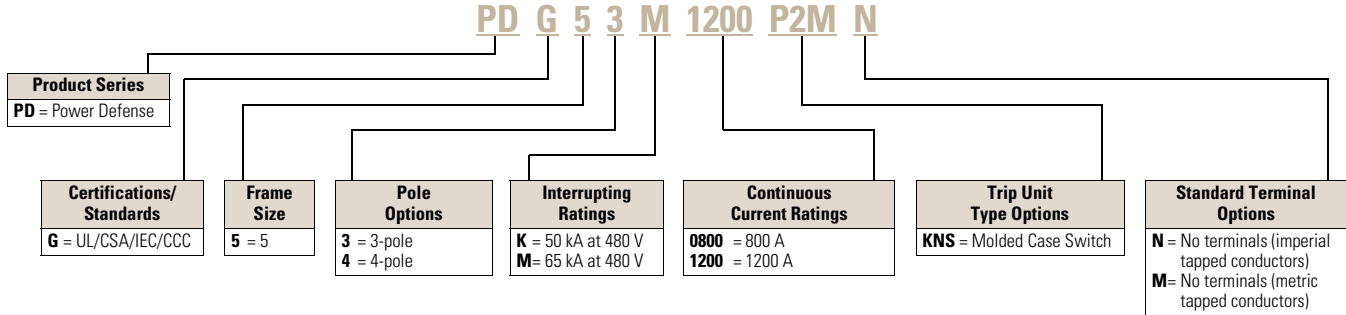 PD G 5 3 M 1200 P2M N
Product Series
PD = Power Defense
Certifications/
Standards
G = UL/CSA/IEC/CCC
Frame
Size
5 = 5
Pole
Options
3 = 3-pole
4 = 4-pole
Interrupting
Ratings
K = 50 kA at 480 V
M= 65 kA at 480 V
Continuous
Current Ratings
0800 = 800 A
1200 = 1200 A
Trip Unit
Type Options
KNS = Molded Case Switch
Standard Terminal
Options
N = No terminals (imperial
tapped conductors)
M= No terminals (metric
tapped conductors)